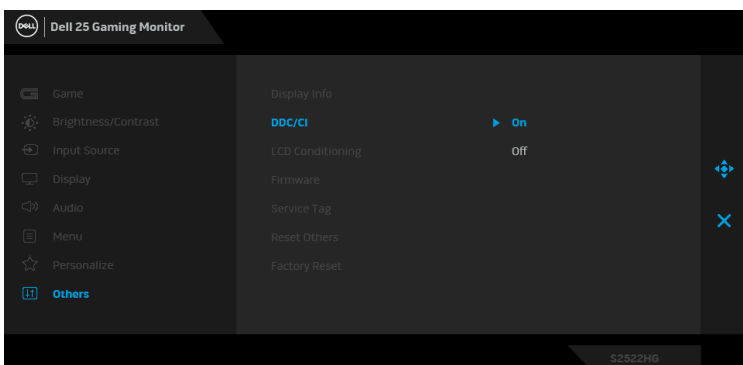 DELL Dell 25 Gaming Monitor
Game
Brightness/Contrast
Input Source
Display
Audio
Menu
Personalize
Others
Display Info
DDC/CI On
LCD Conditioning Off
Firmware
Service Tag
Reset Others
Factory Reset
S2522HG